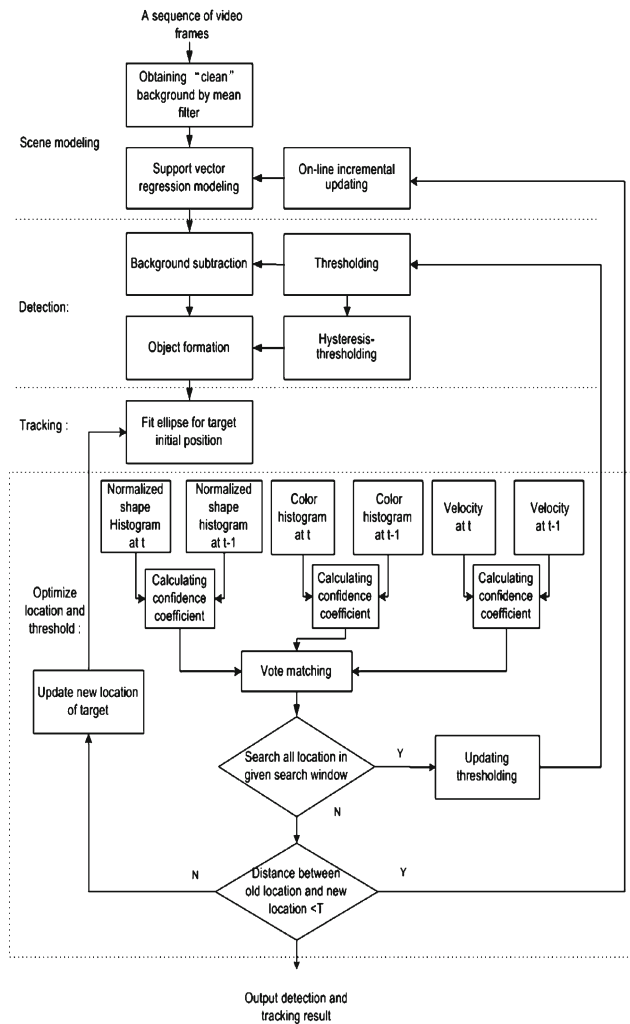 A sequence of video
frames
Obtaining “clean”
background by mean
filter
Scene modeling
Support vector
regression modeling
On-line incremental
updating
Background subtraction
Thresholding
Detection:
Object formation
Hysteresis-
thresholding
Tracking :
Fit ellipse for target
initial position
Normalized
shape
Histogram
at t
Normalized
shape
histogram
at t-1
Color
histogram
at t
Color
histogram
at t-1
Velocity
at t
Velocity
at t-1
Optimize
location and
threshold :
Calculating
confidence
coefficient
Calculating
confidence
coefficient
Calculating
confidence
coefficient
Vote matching
Update new location
of target
Search all location in
given search window
Y
Updating
thresholding
N
N
Distance between
old location and new
location <T
Y
Output detection and
tracking result